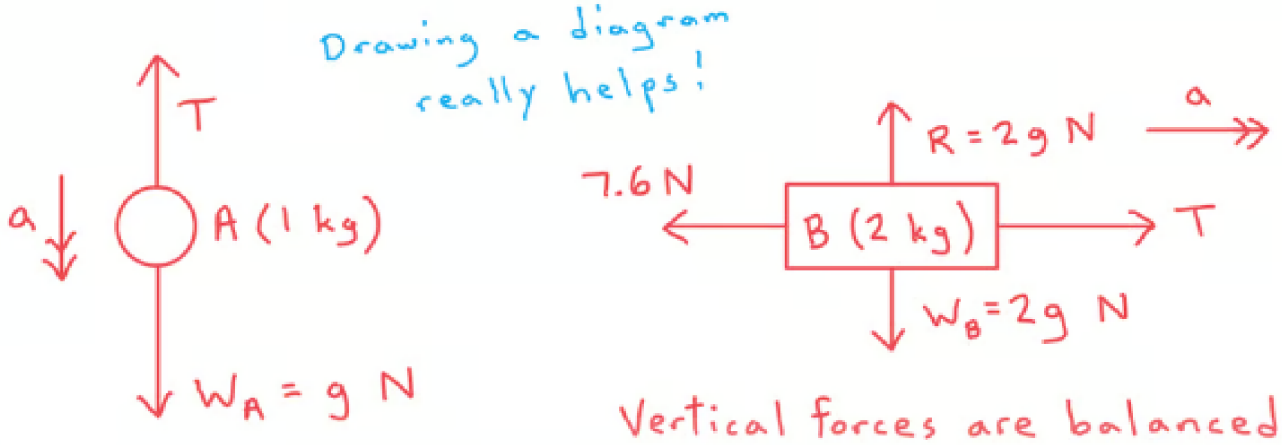 Drawing a diagram
really helps!
T
a
A (1 kg)
W_A = g N
a
R = 2g N
7.6 N
B (2 kg)
T
W_B = 2g N
Vertical forces are balanced